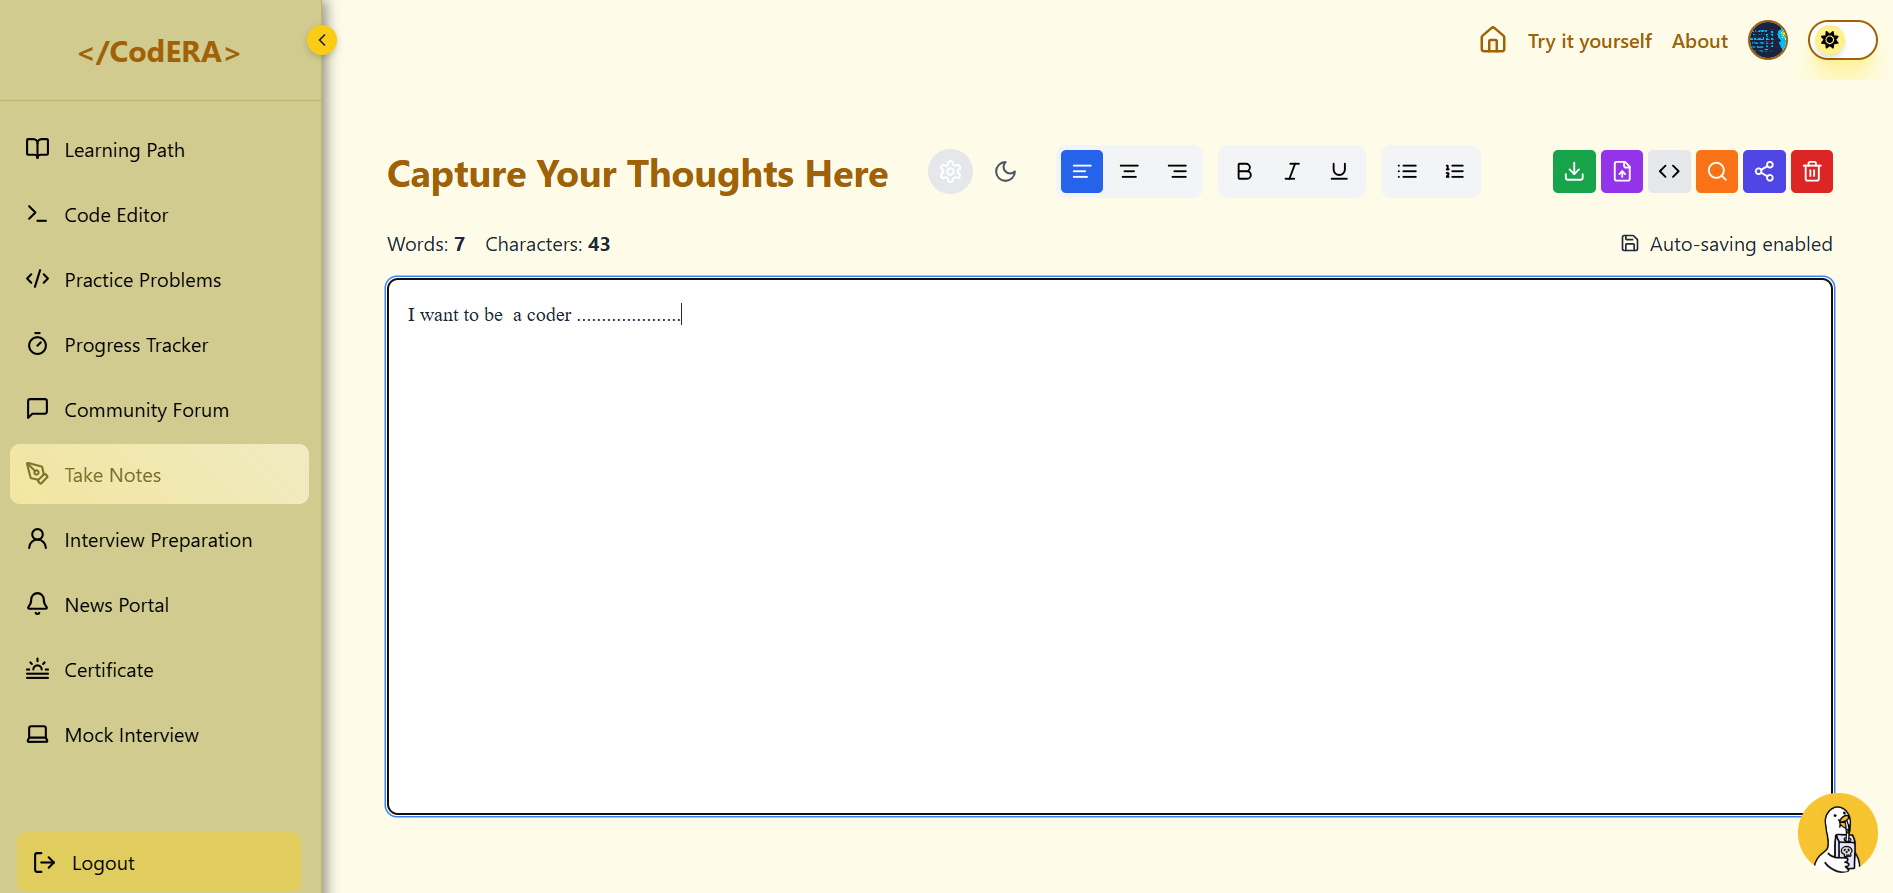 </CodERA>
Learning Path
Code Editor
Practice Problems
Progress Tracker
Community Forum
Take Notes
Interview Preparation
News Portal
Certificate
Mock Interview
Logout
Try it yourself About
Capture Your Thoughts Here
Words: 7 Characters: 43
Auto-saving enabled
I want to be  a coder .....................